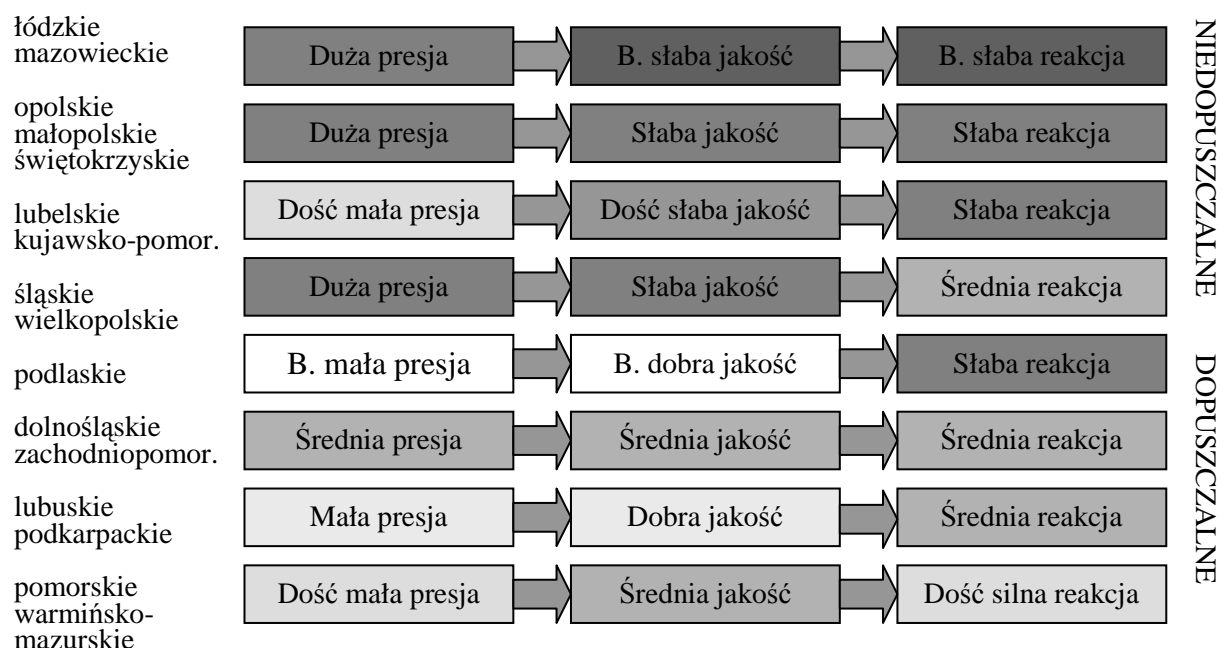 łódzkie
mazowieckie
Duża presja
B. słaba jakość
B. słaba reakcja
opolskie
małopolskie
świętokrzyskie
Duża presja
Słaba jakość
Słaba reakcja
lubelskie
kujawsko-pomor.
Dość mała presja
Dość słaba jakość
Słaba reakcja
śląskie
wielkopolskie
Duża presja
Słaba jakość
Średnia reakcja
podlaskie
B. mała presja
B. dobra jakość
Słaba reakcja
dolnośląskie
zachodniopomor.
Średnia presja
Średnia jakość
Średnia reakcja
lubuskie
podkarpackie
Mała presja
Dobra jakość
Średnia reakcja
pomorskie
warmińsko-
mazurskie
Dość mała presja
Średnia jakość
Dość silna reakcja
NIEDOPUSZCZALNE
DOPUSZCZALNE